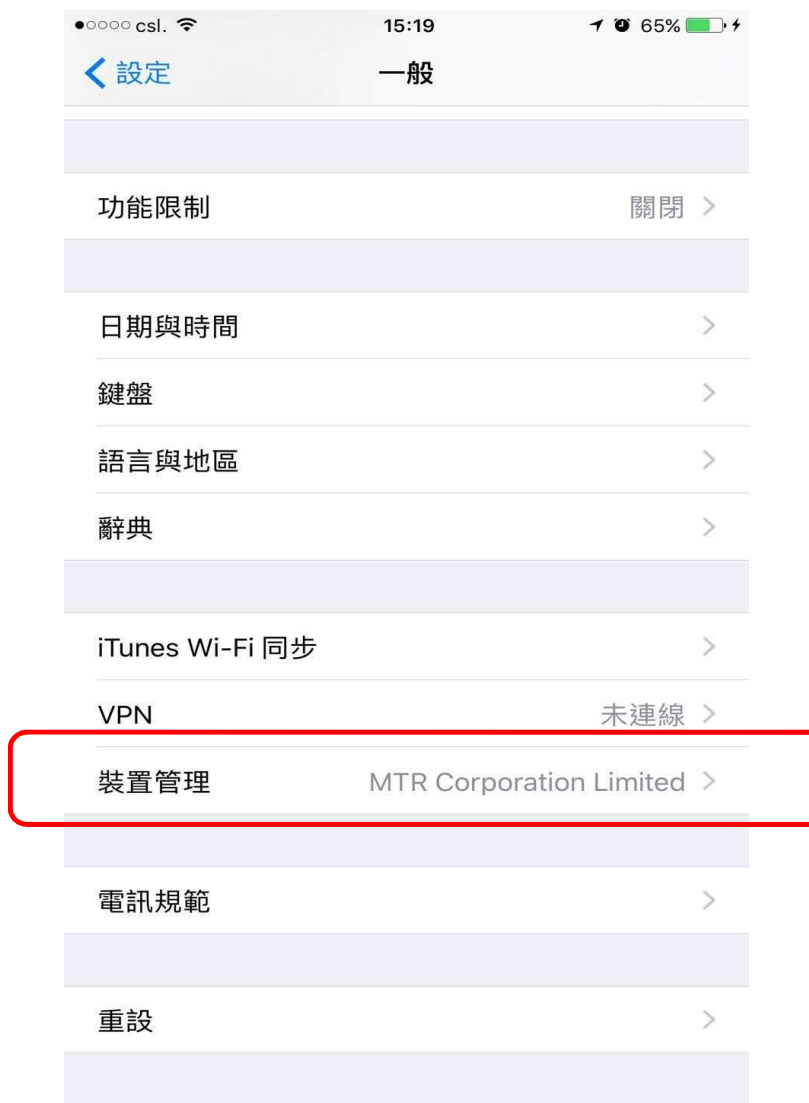 csl. 15:19 65%
設定 一般
功能限制 關閉
日期與時間
鍵盤
語言與地區
辭典
iTunes Wi-Fi 同步
VPN 未連線
裝置管理 MTR Corporation Limited
電訊規範
重設